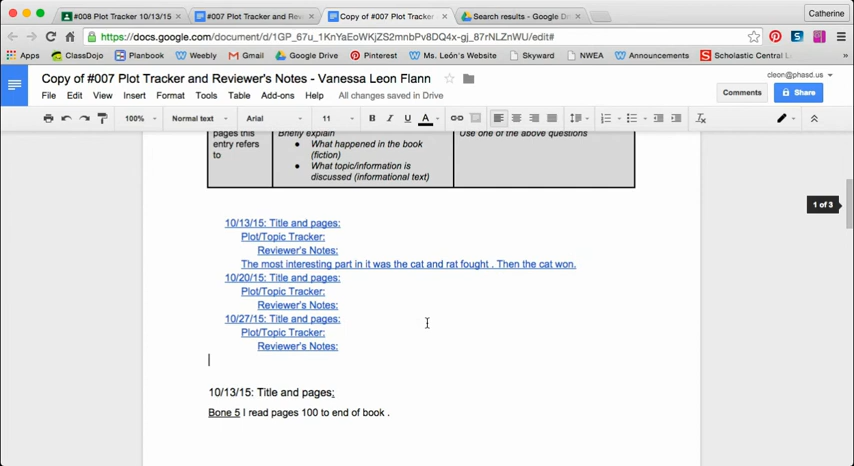 #008 Plot Tracker 10/13/15
#007 Plot Tracker and Revi
Copy of #007 Plot Tracker
Search results - Google Dr
Catherine
https://docs.google.com/document/d/1GP_67u_1KnYaEoWKjZS2mnbPv8DQ4x-gj_87rNLZnWU/edit#
Apps ClassDojo Planbook Weebly Gmail Google Drive Pinterest Ms. León's Website Skyward NWEA Announcements Scholastic Central L »
Copy of #007 Plot Tracker and Reviewer's Notes - Vanessa Leon Flann
cleon@phasd.us
File Edit View Insert Format Tools Table Add-ons Help All changes saved in Drive
Comments Share
100% Normal text Arial 11 B I U A
pages this
entry refers
to
Briefly explain
• What happened in the book
(fiction)
• What topic/information is
discussed (informational text)
Use one of the above questions
1 of 3
10/13/15: Title and pages:
Plot/Topic Tracker:
Reviewer's Notes:
The most interesting part in it was the cat and rat fought . Then the cat won.
10/20/15: Title and pages:
Plot/Topic Tracker:
Reviewer's Notes:
10/27/15: Title and pages:
Plot/Topic Tracker:
Reviewer's Notes:
10/13/15: Title and pages:
Bone 5 I read pages 100 to end of book .